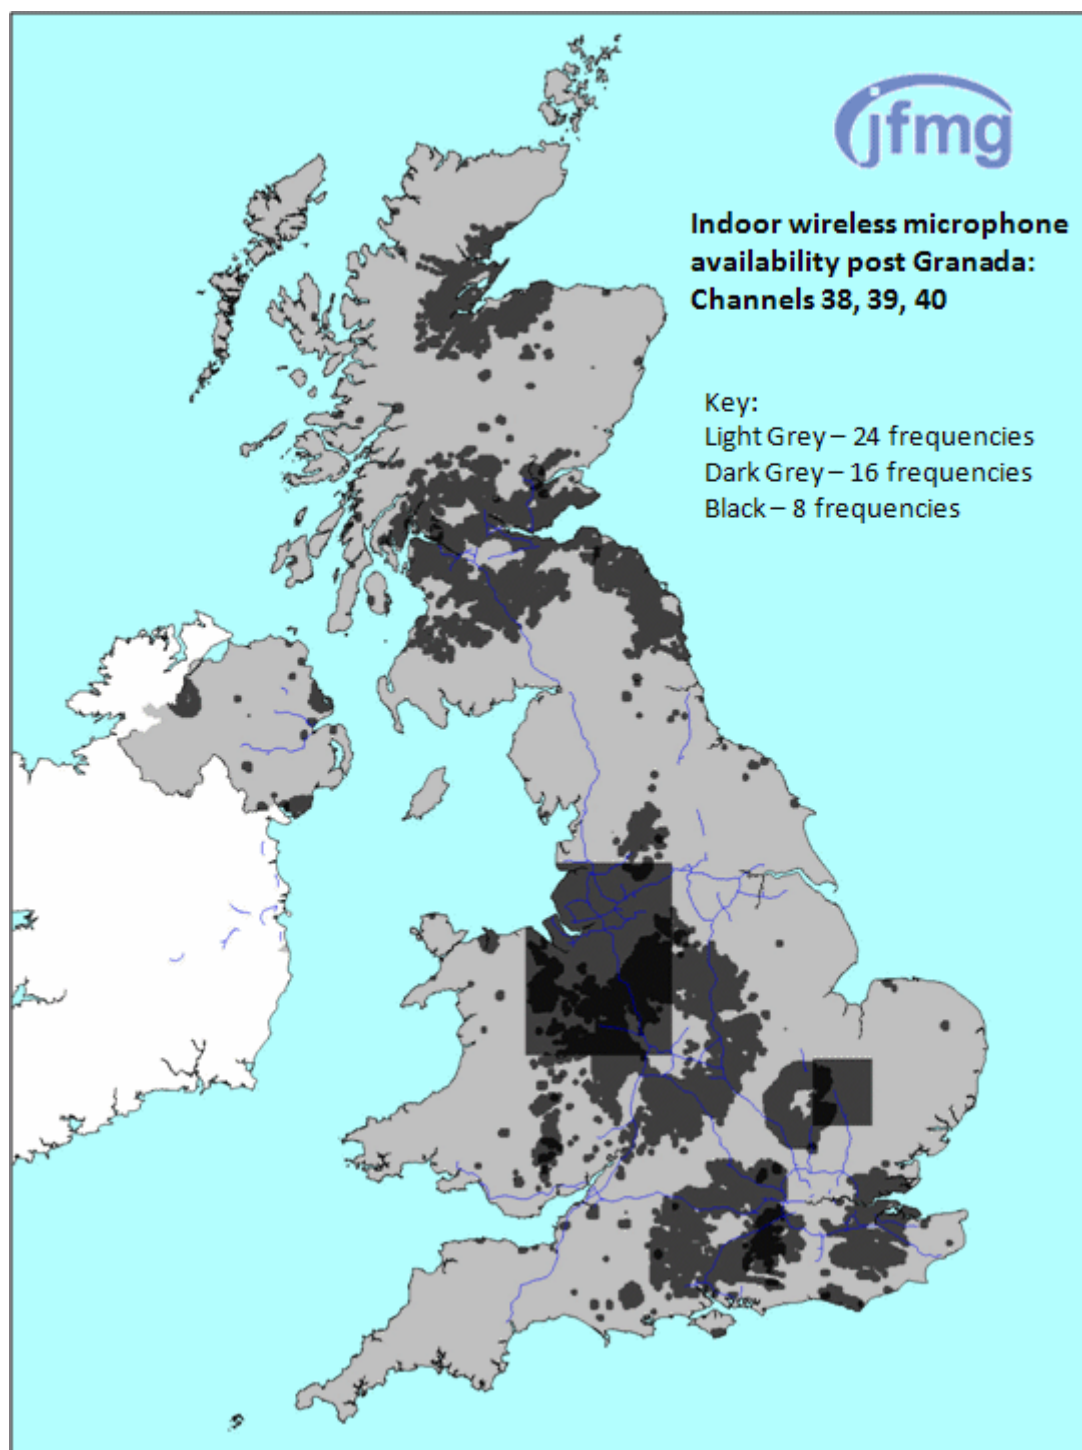 jfmg
Indoor wireless microphone
availability post Granada:
Channels 38, 39, 40
Key:
Light Grey – 24 frequencies
Dark Grey – 16 frequencies
Black – 8 frequencies